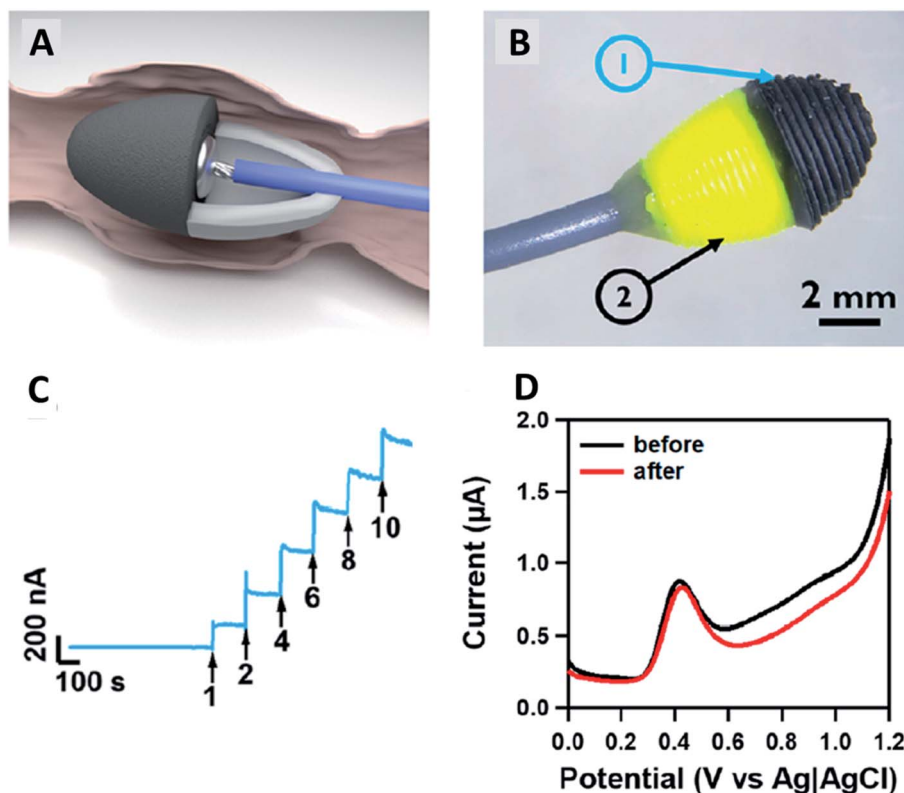 A
B
1
2
2 mm
C
200 nA
100 s
1
2
4
6
8
10
D
Current (µA)
2.0
1.5
1.0
0.5
0.0
before
after
0.0 0.2 0.4 0.6 0.8 1.0 1.2
Potential (V vs Ag|AgCl)